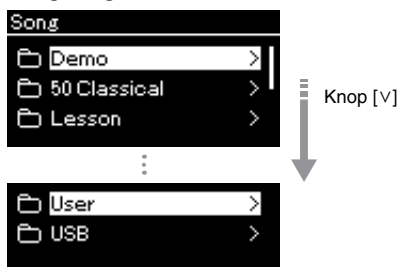 Song
Demo >
50 Classical >
Lesson >
Knop [∨]
User >
USB >